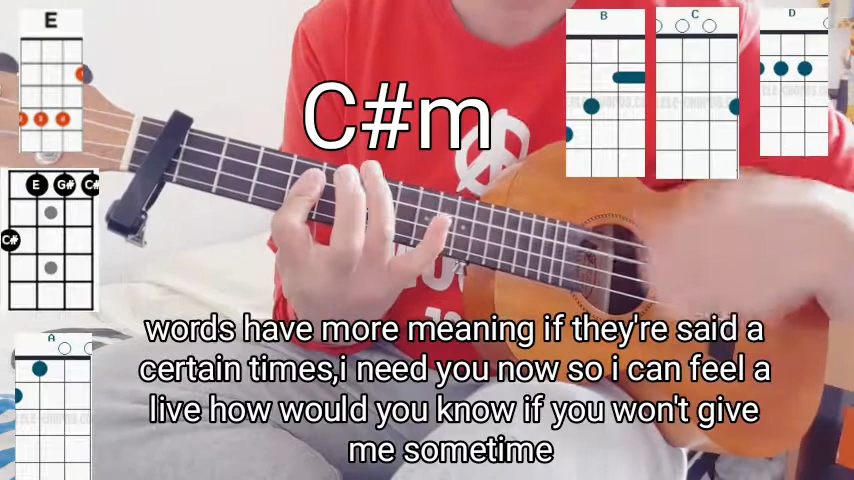 E
B
C
D
C#m
E G# C#
C#
A
words have more meaning if they're said a
certain times,i need you now so i can feel a
live how would you know if you won't give
me sometime